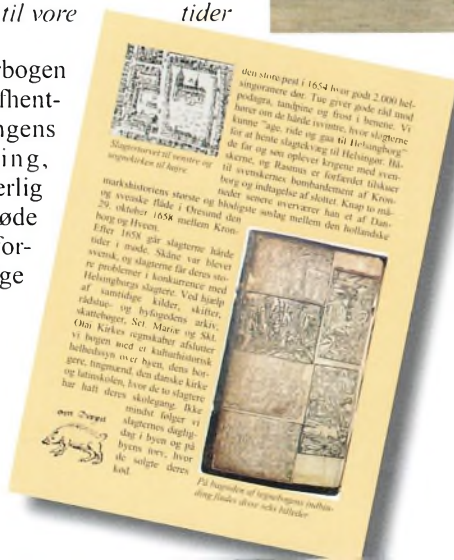 til vore tider
bogen
fhent-
ngens
ing,
erlig
øde
for-
ge
Slagtertorvet til venstre og
segnekirken til højre.
den store pest i 1654 hvor godt 2.000 hel-
singoranere dør. Tue giver gode råd mod
podagra, tandpine og frost i benene. Vi
hører om de hårde isvintre, hvor slagterne
kunne "age, ride og gaa til Helsingborg"
for at hente slagtekvæg til Helsingør. Bå-
de far og søn oplever krigene med sven-
skerne, og Rasmus er forfærdet tilskuer
til svenskernes bombardement af Kron-
borg og indtagelse af slottet. Knap to må-
neder senere overværer han et af Dan-
markshistoriens største og blodigste søslag mellem den hollandske
og svenske flåde i Øresund den
29. oktober 1658 mellem Kron-
borg og Hveen.
Efter 1658 går slagterne hårde
tider i møde. Skåne var blevet
svensk, og slagterne får deres sto-
re problemer i konkurrence med
Helsingborgs slagtere. Ved hjælp
af samtidige kilder, skifter,
rådstue- og byfogedens arkiv,
skattebøger, Sct. Mariæ og Skt.
Olai Kirkes regnskaber afslutter
vi bogen med et kulturhistorisk
helhedssyn over byen, dens bor-
gere, tingmænd, den danske kirke
og latinskolen, hvor de to slagtere
har haft deres skolegang. Ikke
mindst følger vi
slagternes daglig-
dag i byen og på
byens torv, hvor
de solgte deres
kød.
På bagsiden af tegnebogens indbin-
ding findes disse seks billeder